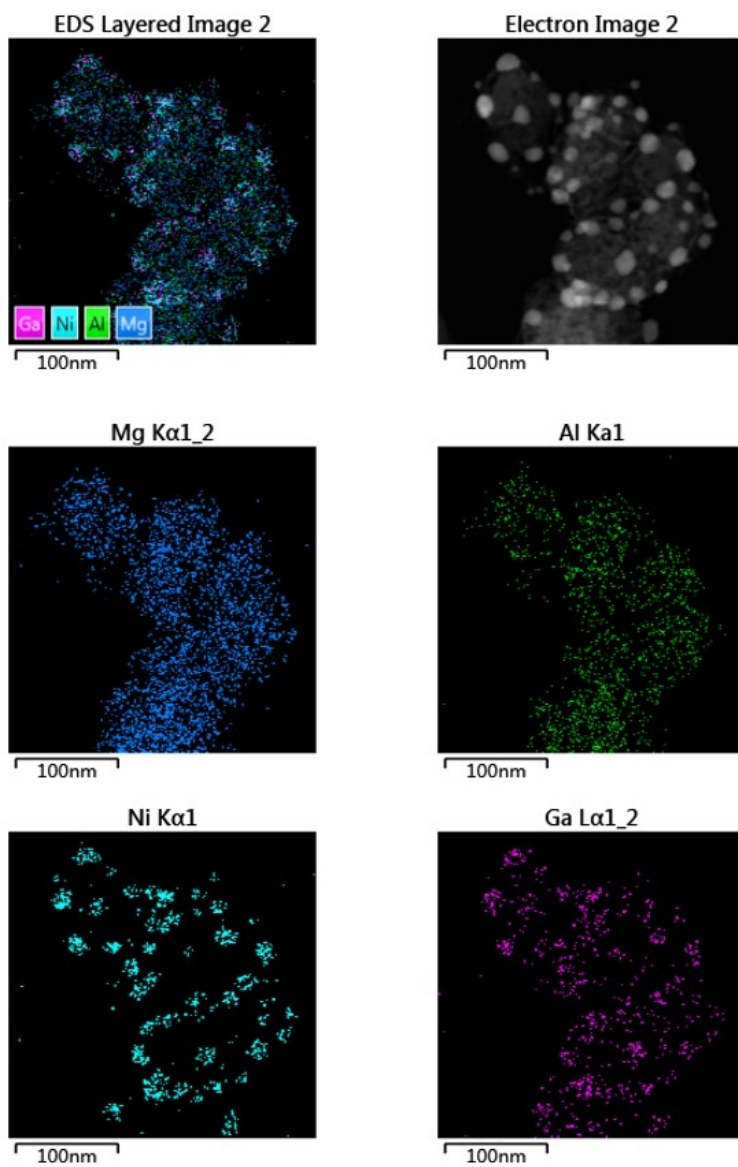 EDS Layered Image 2
Electron Image 2
Ga Ni Al Mg
100nm
100nm
Mg Kα1_2
Al Ka1
100nm
100nm
Ni Kα1
Ga Lα1_2
100nm
100nm